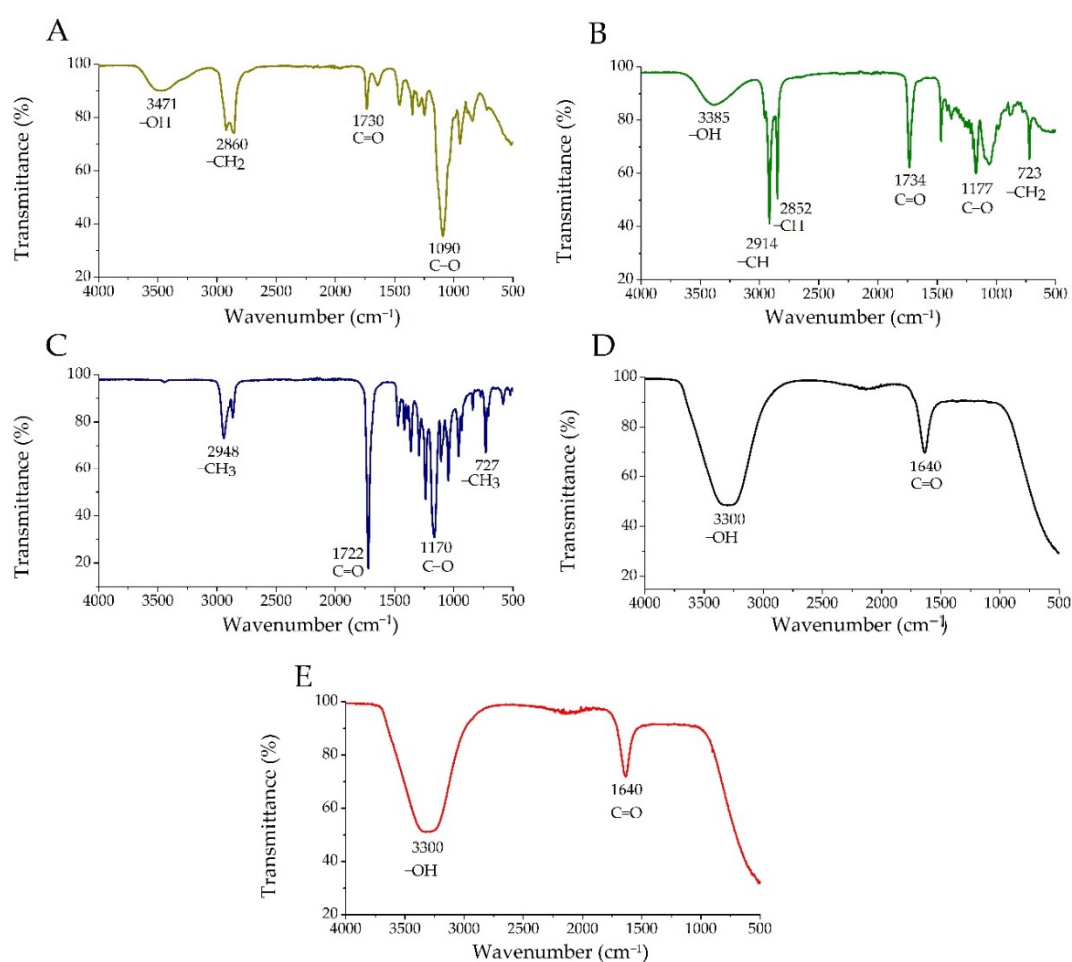 A
Transmittance (%)
100
80
60
40
20
3471
−OH
2860
−CH2
1730
C=O
1090
C−O
4000 3500 3000 2500 2000 1500 1000 500
Wavenumber (cm−1)
B
Transmittance (%)
100
80
60
40
20
3385
−OH
2914
−CH
2852
−CH
1734
C=O
1177
C−O
723
−CH2
4000 3500 3000 2500 2000 1500 1000 500
Wavenumber (cm−1)
C
Transmittance (%)
100
80
60
40
20
2948
−CH3
1722
C=O
1170
C−O
727
−CH3
4000 3500 3000 2500 2000 1500 1000 500
Wavenumber (cm−1)
D
Transmittance (%)
100
80
60
40
20
3300
−OH
1640
C=O
4000 3500 3000 2500 2000 1500 1000 500
Wavenumber (cm−1)
E
Transmittance (%)
100
80
60
40
20
3300
−OH
1640
C=O
4000 3500 3000 2500 2000 1500 1000 500
Wavenumber (cm−1)